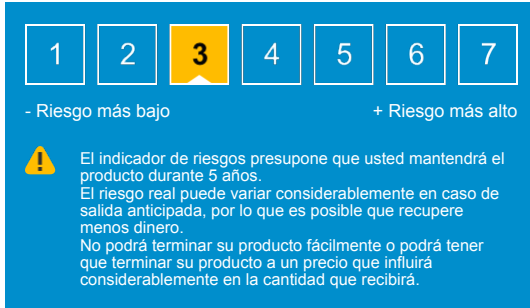 1 2 3 4 5 6 7
- Riesgo más bajo + Riesgo más alto
El indicador de riesgos presupone que usted mantendrá el
producto durante 5 años.
El riesgo real puede variar considerablemente en caso de
salida anticipada, por lo que es posible que recupere
menos dinero.
No podrá terminar su producto fácilmente o podrá tener
que terminar su producto a un precio que influirá
considerablemente en la cantidad que recibirá.